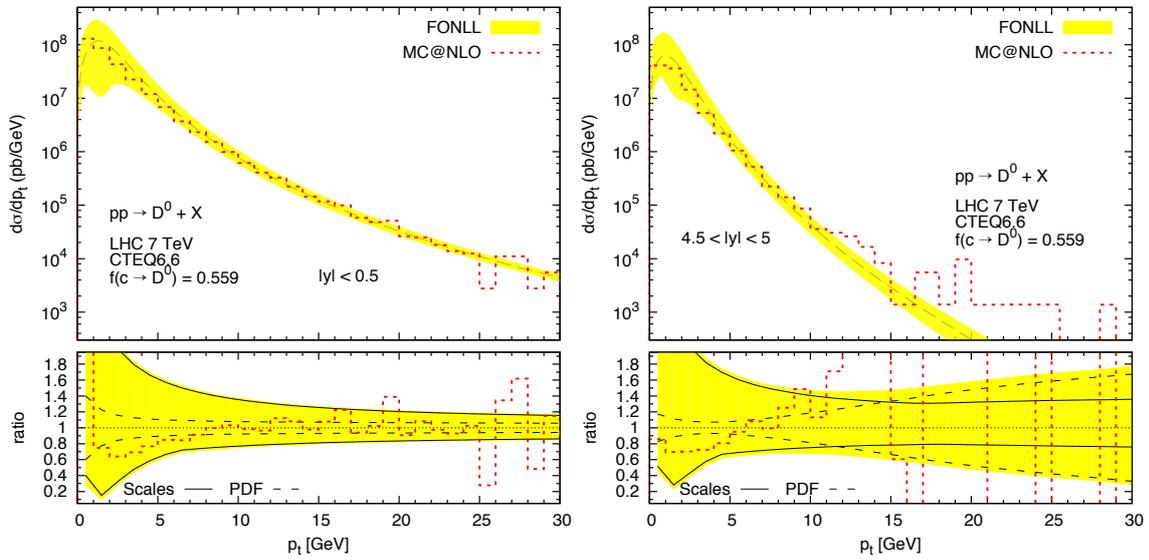 FONLL
MC@NLO
10^8
10^7
10^6
10^5
10^4
10^3
dσ/dp_t (pb/GeV)
pp → D^0 + X
LHC 7 TeV
CTEQ6.6
f(c → D^0) = 0.559
|y| < 0.5
1.8
1.6
1.4
1.2
1
0.8
0.6
0.4
0.2
ratio
Scales PDF
0 5 10 15 20 25 30
p_t [GeV]
FONLL
MC@NLO
10^8
10^7
10^6
10^5
10^4
10^3
dσ/dp_t (pb/GeV)
pp → D^0 + X
LHC 7 TeV
CTEQ6.6
f(c → D^0) = 0.559
4.5 < |y| < 5
1.8
1.6
1.4
1.2
1
0.8
0.6
0.4
0.2
ratio
Scales PDF
0 5 10 15 20 25 30
p_t [GeV]